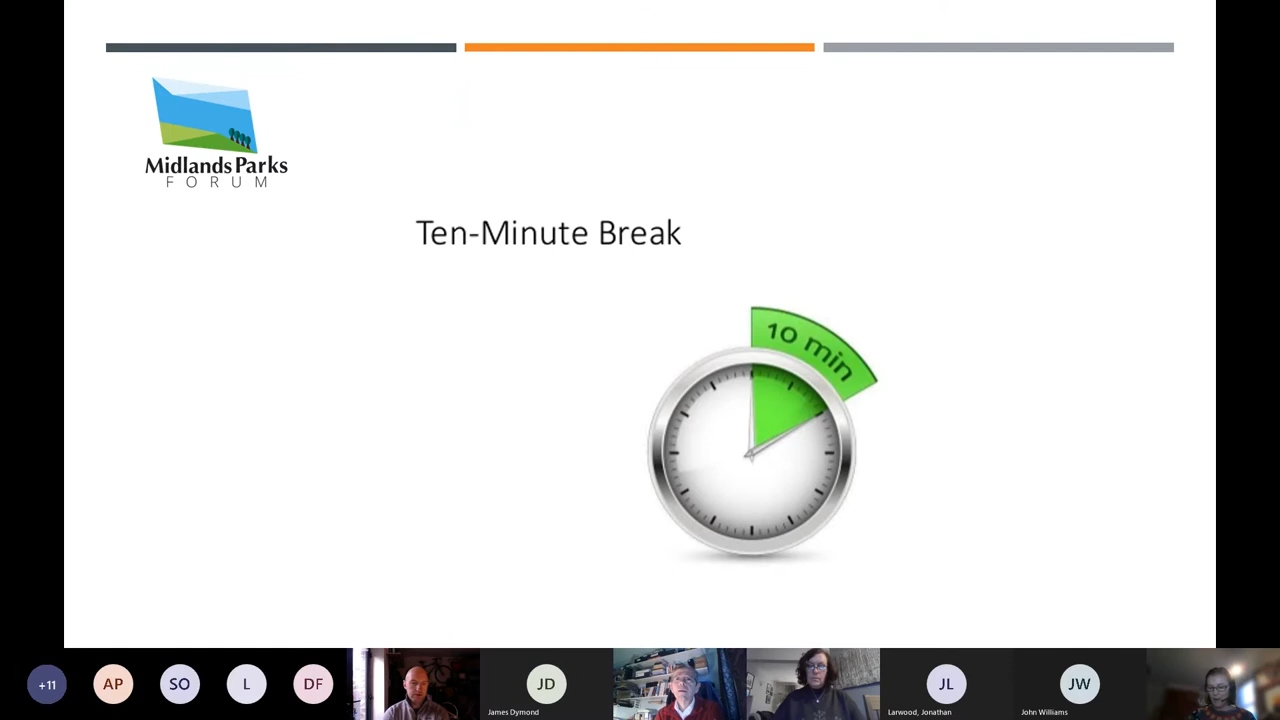 Midlands Parks
FORUM
Ten-Minute Break
10 min
+11
AP
SO
L
DF
JD
James Dymond
JL
Larwood, Jonathan
JW
John Williams